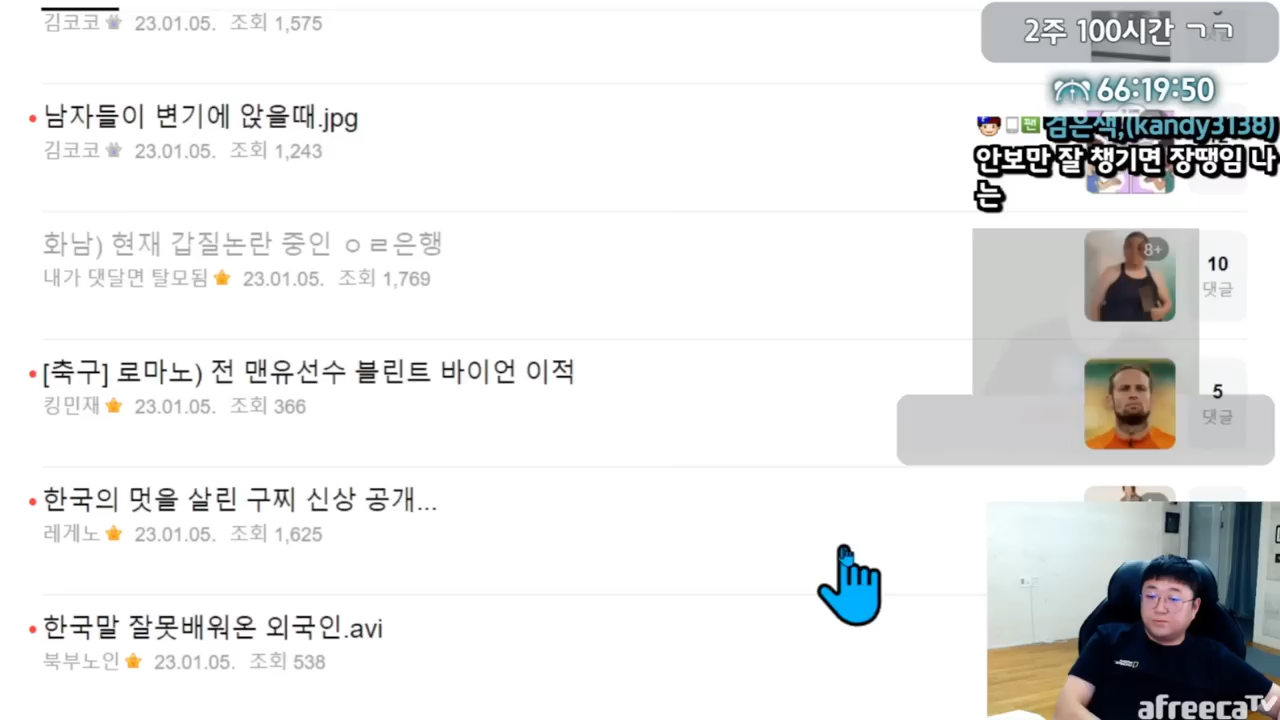 김코코 23.01.05. 조회 1,575
2주 100시간 ㄱㄱ
66:19:50
남자들이 변기에 앉을때.jpg
김코코 23.01.05. 조회 1,243
팬 검은색,(kandy3138)
안보만 잘 챙기면 장땡임 나
는
화남) 현재 갑질논란 중인 ㅇㄹ은행
내가 댓달면 탈모됨 23.01.05. 조회 1,769
8+
10
댓글
[축구] 로마노) 전 맨유선수 블린트 바이언 이적
킹민재 23.01.05. 조회 366
5
댓글
한국의 멋을 살린 구찌 신상 공개...
레게노 23.01.05. 조회 1,625
한국말 잘못배워온 외국인.avi
북부노인 23.01.05. 조회 538
afreecaTV